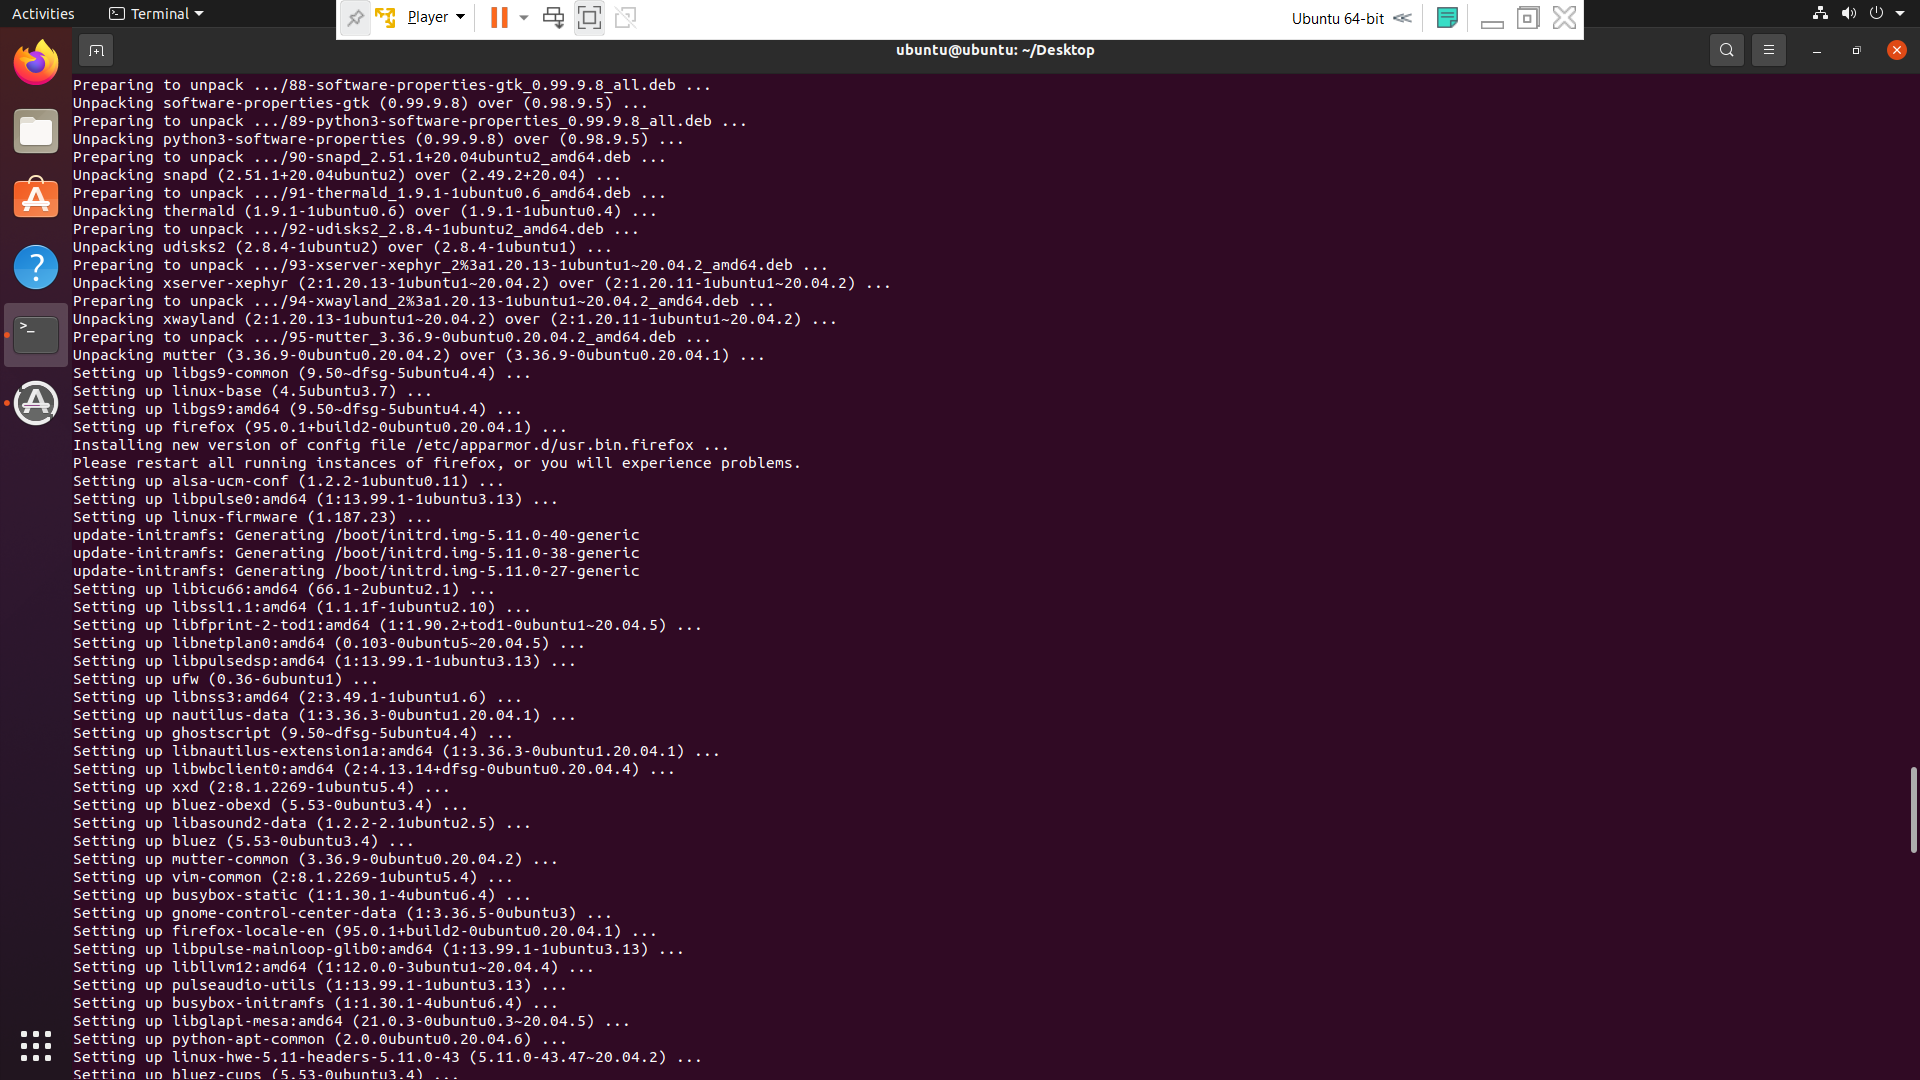 Activities
Terminal
Player
Ubuntu 64-bit
ubuntu@ubuntu: ~/Desktop
Preparing to unpack .../88-software-properties-gtk_0.99.9.8_all.deb ...
Unpacking software-properties-gtk (0.99.9.8) over (0.98.9.5) ...
Preparing to unpack .../89-python3-software-properties_0.99.9.8_all.deb ...
Unpacking python3-software-properties (0.99.9.8) over (0.98.9.5) ...
Preparing to unpack .../90-snapd_2.51.1+20.04ubuntu2_amd64.deb ...
Unpacking snapd (2.51.1+20.04ubuntu2) over (2.49.2+20.04) ...
Preparing to unpack .../91-thermald_1.9.1-1ubuntu0.6_amd64.deb ...
Unpacking thermald (1.9.1-1ubuntu0.6) over (1.9.1-1ubuntu0.4) ...
Preparing to unpack .../92-udisks2_2.8.4-1ubuntu2_amd64.deb ...
Unpacking udisks2 (2.8.4-1ubuntu2) over (2.8.4-1ubuntu1) ...
Preparing to unpack .../93-xserver-xephyr_2%3a1.20.13-1ubuntu1~20.04.2_amd64.deb ...
Unpacking xserver-xephyr (2:1.20.13-1ubuntu1~20.04.2) over (2:1.20.11-1ubuntu1~20.04.2) ...
Preparing to unpack .../94-xwayland_2%3a1.20.13-1ubuntu1~20.04.2_amd64.deb ...
Unpacking xwayland (2:1.20.13-1ubuntu1~20.04.2) over (2:1.20.11-1ubuntu1~20.04.2) ...
Preparing to unpack .../95-mutter_3.36.9-0ubuntu0.20.04.2_amd64.deb ...
Unpacking mutter (3.36.9-0ubuntu0.20.04.2) over (3.36.9-0ubuntu0.20.04.1) ...
Setting up libgs9-common (9.50~dfsg-5ubuntu4.4) ...
Setting up linux-base (4.5ubuntu3.7) ...
Setting up libgs9:amd64 (9.50~dfsg-5ubuntu4.4) ...
Setting up firefox (95.0.1+build2-0ubuntu0.20.04.1) ...
Installing new version of config file /etc/apparmor.d/usr.bin.firefox ...
Please restart all running instances of firefox, or you will experience problems.
Setting up alsa-ucm-conf (1.2.2-1ubuntu0.11) ...
Setting up libpulse0:amd64 (1:13.99.1-1ubuntu3.13) ...
Setting up linux-firmware (1.187.23) ...
update-initramfs: Generating /boot/initrd.img-5.11.0-40-generic
update-initramfs: Generating /boot/initrd.img-5.11.0-38-generic
update-initramfs: Generating /boot/initrd.img-5.11.0-27-generic
Setting up libicu66:amd64 (66.1-2ubuntu2.1) ...
Setting up libssl1.1:amd64 (1.1.1f-1ubuntu2.10) ...
Setting up libfprint-2-tod1:amd64 (1:1.90.2+tod1-0ubuntu1~20.04.5) ...
Setting up libnetplan0:amd64 (0.103-0ubuntu5~20.04.5) ...
Setting up libpulsedsp:amd64 (1:13.99.1-1ubuntu3.13) ...
Setting up ufw (0.36-6ubuntu1) ...
Setting up libnss3:amd64 (2:3.49.1-1ubuntu1.6) ...
Setting up nautilus-data (1:3.36.3-0ubuntu1.20.04.1) ...
Setting up ghostscript (9.50~dfsg-5ubuntu4.4) ...
Setting up libnautilus-extension1a:amd64 (1:3.36.3-0ubuntu1.20.04.1) ...
Setting up libwbclient0:amd64 (2:4.13.14+dfsg-0ubuntu0.20.04.4) ...
Setting up xxd (2:8.1.2269-1ubuntu5.4) ...
Setting up bluez-obexd (5.53-0ubuntu3.4) ...
Setting up libasound2-data (1.2.2-2.1ubuntu2.5) ...
Setting up bluez (5.53-0ubuntu3.4) ...
Setting up mutter-common (3.36.9-0ubuntu0.20.04.2) ...
Setting up vim-common (2:8.1.2269-1ubuntu5.4) ...
Setting up busybox-static (1:1.30.1-4ubuntu6.4) ...
Setting up gnome-control-center-data (1:3.36.5-0ubuntu3) ...
Setting up firefox-locale-en (95.0.1+build2-0ubuntu0.20.04.1) ...
Setting up libpulse-mainloop-glib0:amd64 (1:13.99.1-1ubuntu3.13) ...
Setting up libllvm12:amd64 (1:12.0.0-3ubuntu1~20.04.4) ...
Setting up pulseaudio-utils (1:13.99.1-1ubuntu3.13) ...
Setting up busybox-initramfs (1:1.30.1-4ubuntu6.4) ...
Setting up libglapi-mesa:amd64 (21.0.3-0ubuntu0.3~20.04.5) ...
Setting up python-apt-common (2.0.0ubuntu0.20.04.6) ...
Setting up linux-hwe-5.11-headers-5.11.0-43 (5.11.0-43.47~20.04.2) ...
Setting up bluez-cups (5.53-0ubuntu3.4) ...